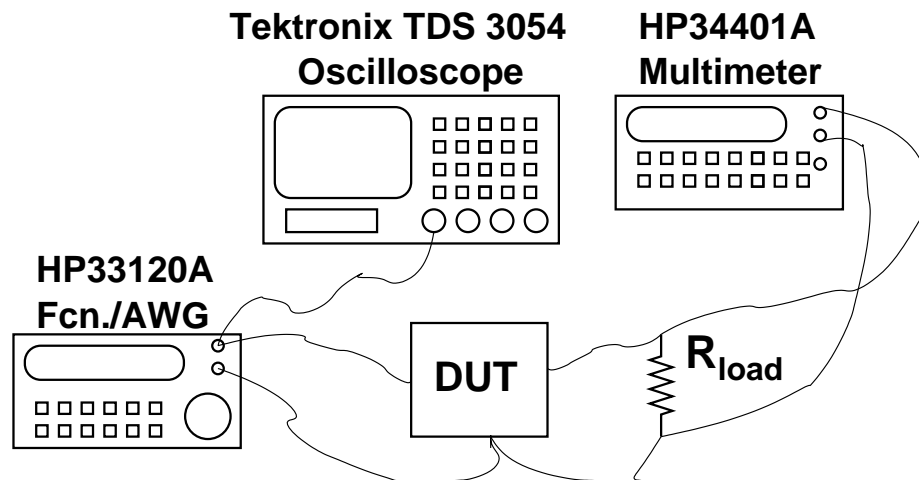 Tektronix TDS 3054
Oscilloscope
HP34401A
Multimeter
HP33120A
Fcn./AWG
DUT
Rload